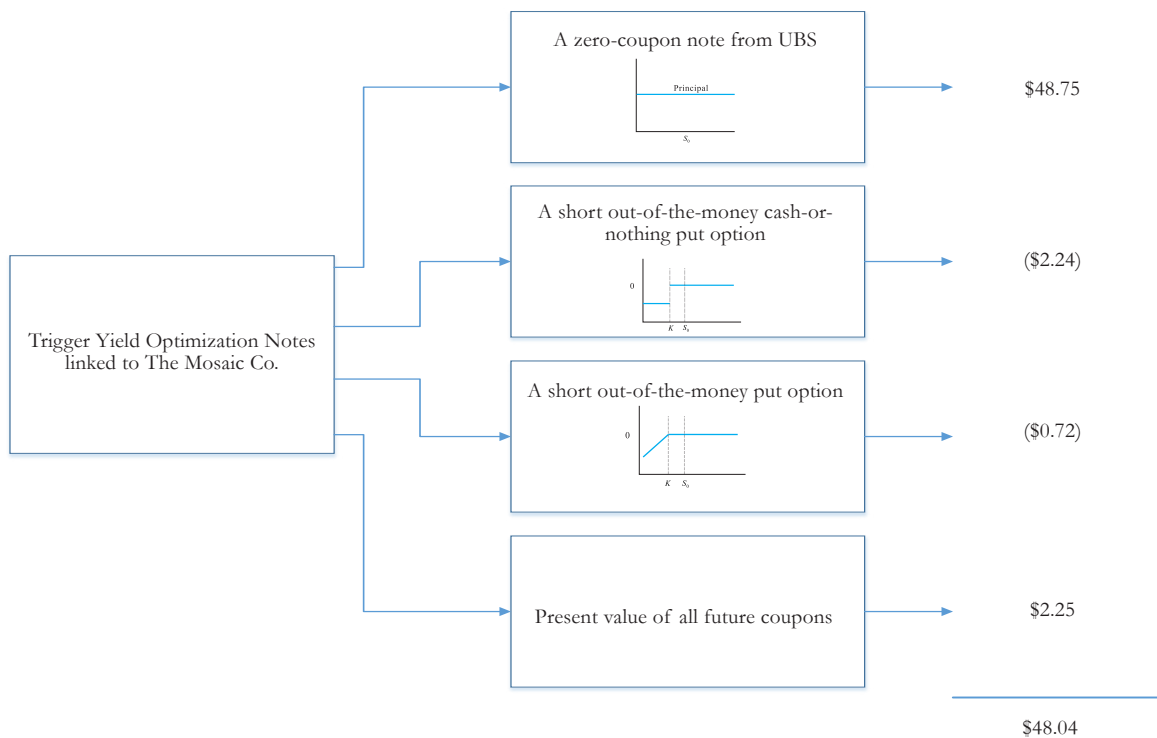 A zero-coupon note from UBS
Principal
S0
$48.75
A short out-of-the-money cash-or-
nothing put option
0
K S0
($2.24)
Trigger Yield Optimization Notes
linked to The Mosaic Co.
A short out-of-the-money put option
0
K S0
($0.72)
Present value of all future coupons
$2.25
$48.04